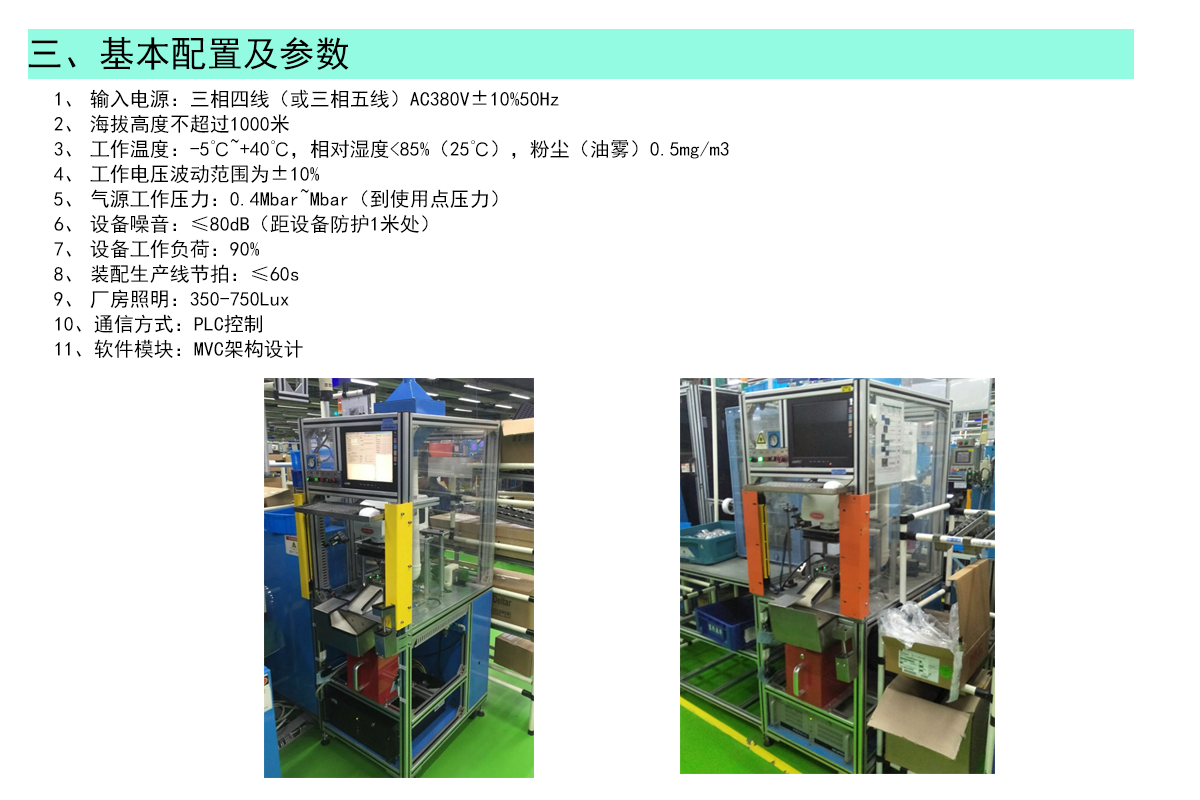 三、基本配置及参数
1、 输入电源：三相四线（或三相五线）AC380V±10%50Hz
2、 海拔高度不超过1000米
3、 工作温度：-5℃~+40℃，相对湿度<85%（25℃），粉尘（油雾）0.5mg/m3
4、 工作电压波动范围为±10%
5、 气源工作压力：0.4Mbar~Mbar（到使用点压力）
6、 设备噪音：≤80dB（距设备防护1米处）
7、 设备工作负荷：90%
8、 装配生产线节拍：≤60s
9、 厂房照明：350-750Lux
10、通信方式：PLC控制
11、软件模块：MVC架构设计